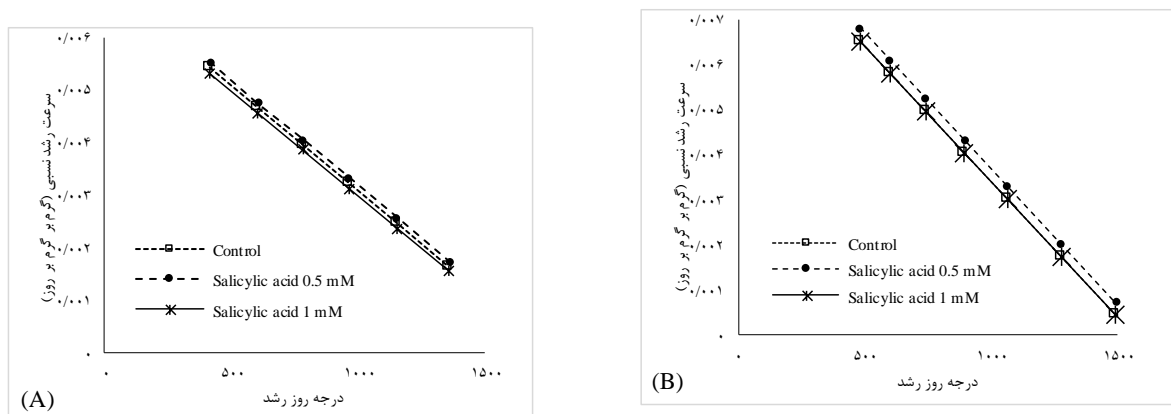 ۰/۰۰۶
۰/۰۰۵
۰/۰۰۴
۰/۰۰۳
۰/۰۰۲
۰/۰۰۱
۰
سرعت رشد نسبی (گرم بر گرم بر روز)
Control
Salicylic acid 0.5 mM
Salicylic acid 1 mM
۵۰۰
۱۰۰۰
۱۵۰۰
درجه روز رشد
(A)
۰/۰۰۷
۰/۰۰۶
۰/۰۰۵
۰/۰۰۴
۰/۰۰۳
۰/۰۰۲
۰/۰۰۱
۰
سرعت رشد نسبی (گرم بر گرم بر روز)
Control
Salicylic acid 0.5 mM
Salicylic acid 1 mM
۰
۵۰۰
۱۰۰۰
۱۵۰۰
درجه روز رشد
(B)